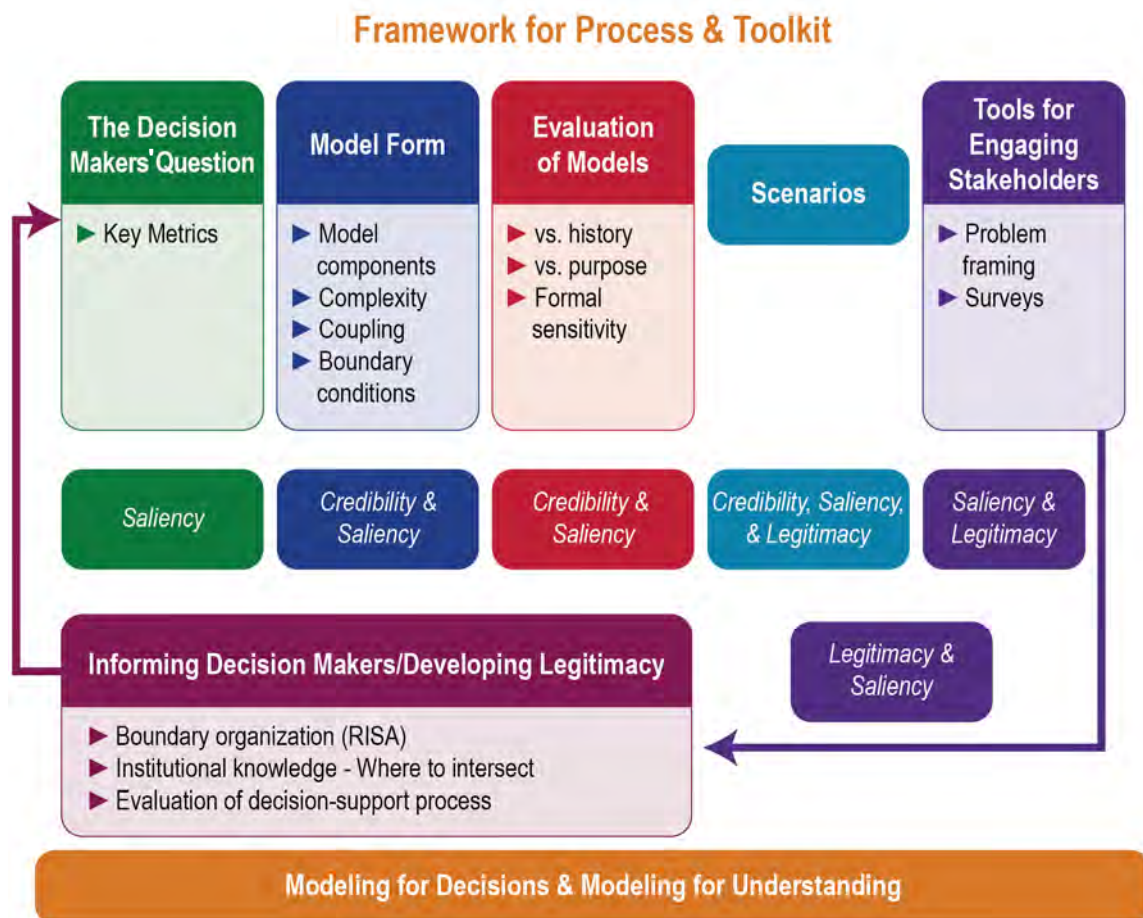 Framework for Process & Toolkit
The Decision
Makers' Question
▶ Key Metrics
Model Form
▶ Model
components
▶ Complexity
▶ Coupling
▶ Boundary
conditions
Evaluation
of Models
▶ vs. history
▶ vs. purpose
▶ Formal
sensitivity
Scenarios
Tools for
Engaging
Stakeholders
▶ Problem
framing
▶ Surveys
Saliency
Credibility &
Saliency
Credibility &
Saliency
Credibility, Saliency,
& Legitimacy
Saliency &
Legitimacy
Legitimacy &
Saliency
Informing Decision Makers/Developing Legitimacy
▶ Boundary organization (RISA)
▶ Institutional knowledge - Where to intersect
▶ Evaluation of decision-support process
Modeling for Decisions & Modeling for Understanding